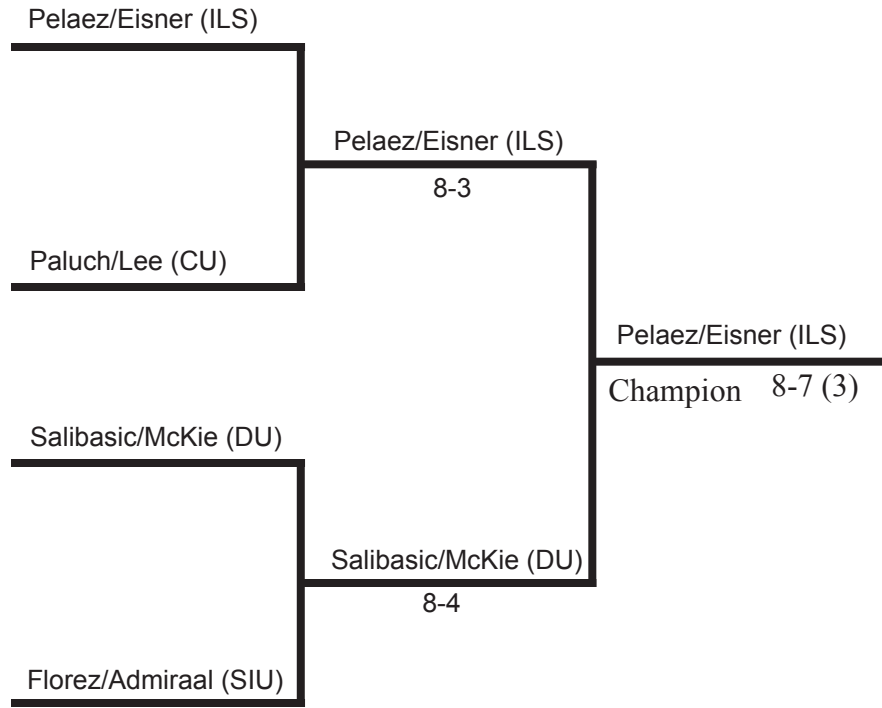 Pelaez/Eisner (ILS)
Pelaez/Eisner (ILS)
8-3
Paluch/Lee (CU)
Pelaez/Eisner (ILS)
Champion 8-7 (3)
Salibasic/McKie (DU)
Salibasic/McKie (DU)
8-4
Florez/Admiraal (SIU)